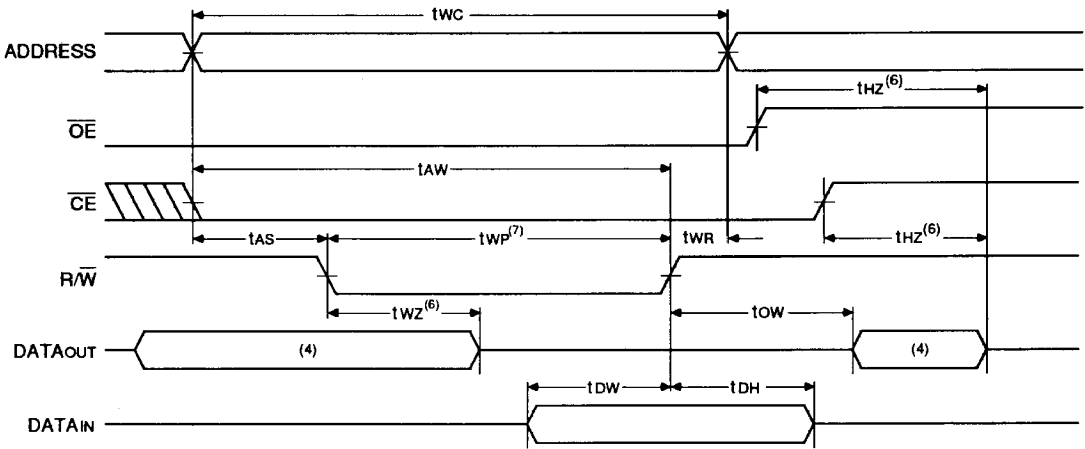 tWC
ADDRESS
tHZ(6)
OE
tAW
CE
tAS
tWP(7)
tWR
tHZ(6)
R/W
tWZ(6)
tOW
DATAOUT
(4)
(4)
tDW
tDH
DATAIN